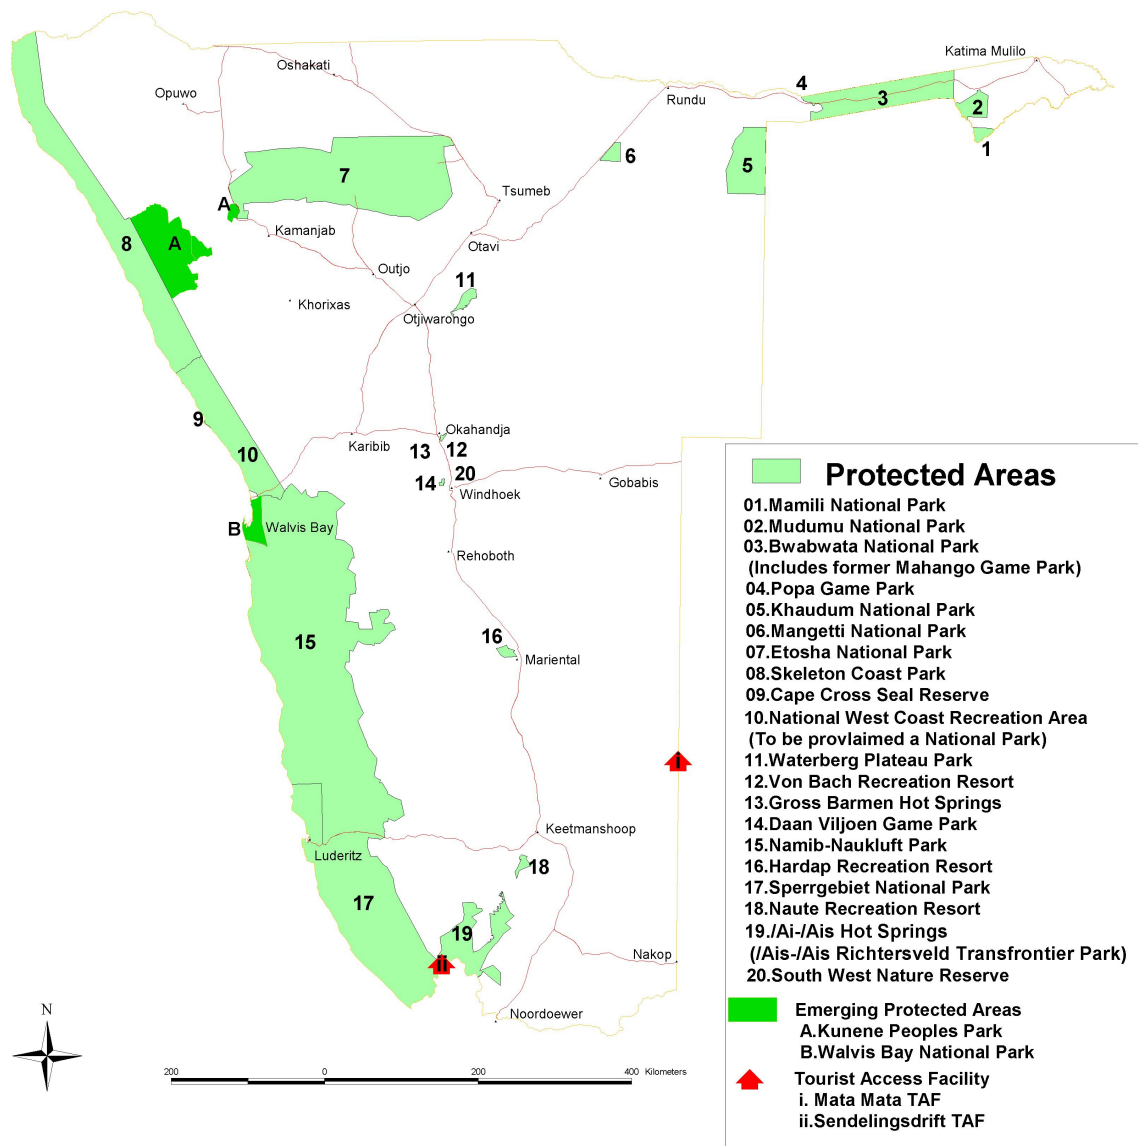 Katima Mulilo
Oshakati
Opuwo
Rundu
4
3
2
1
6
5
7
Tsumeb
A
Kamanjab
Otavi
8
A
Outjo
11
Khorixas
Otjiwarongo
9
Okahandja
Karibib
13
12
10
14
20
Gobabis
Windhoek
B
Walvis Bay
Rehoboth
15
16
Mariental
i
Keetmanshoop
Luderitz
18
17
19
ii
Nakop
Noordoewer
N
200
0
200
400
Kilometers
Protected Areas
01.Mamili National Park
02.Mudumu National Park
03.Bwabwata National Park
(Includes former Mahango Game Park)
04.Popa Game Park
05.Khaudum National Park
06.Mangetti National Park
07.Etosha National Park
08.Skeleton Coast Park
09.Cape Cross Seal Reserve
10.National West Coast Recreation Area
(To be provlaimed a National Park)
11.Waterberg Plateau Park
12.Von Bach Recreation Resort
13.Gross Barmen Hot Springs
14.Daan Viljoen Game Park
15.Namib-Naukluft Park
16.Hardap Recreation Resort
17.Sperrgebiet National Park
18.Naute Recreation Resort
19./Ai-/Ais Hot Springs
(/Ais-/Ais Richtersveld Transfrontier Park)
20.South West Nature Reserve
Emerging Protected Areas
A.Kunene Peoples Park
B.Walvis Bay National Park
Tourist Access Facility
i. Mata Mata TAF
ii.Sendelingsdrift TAF